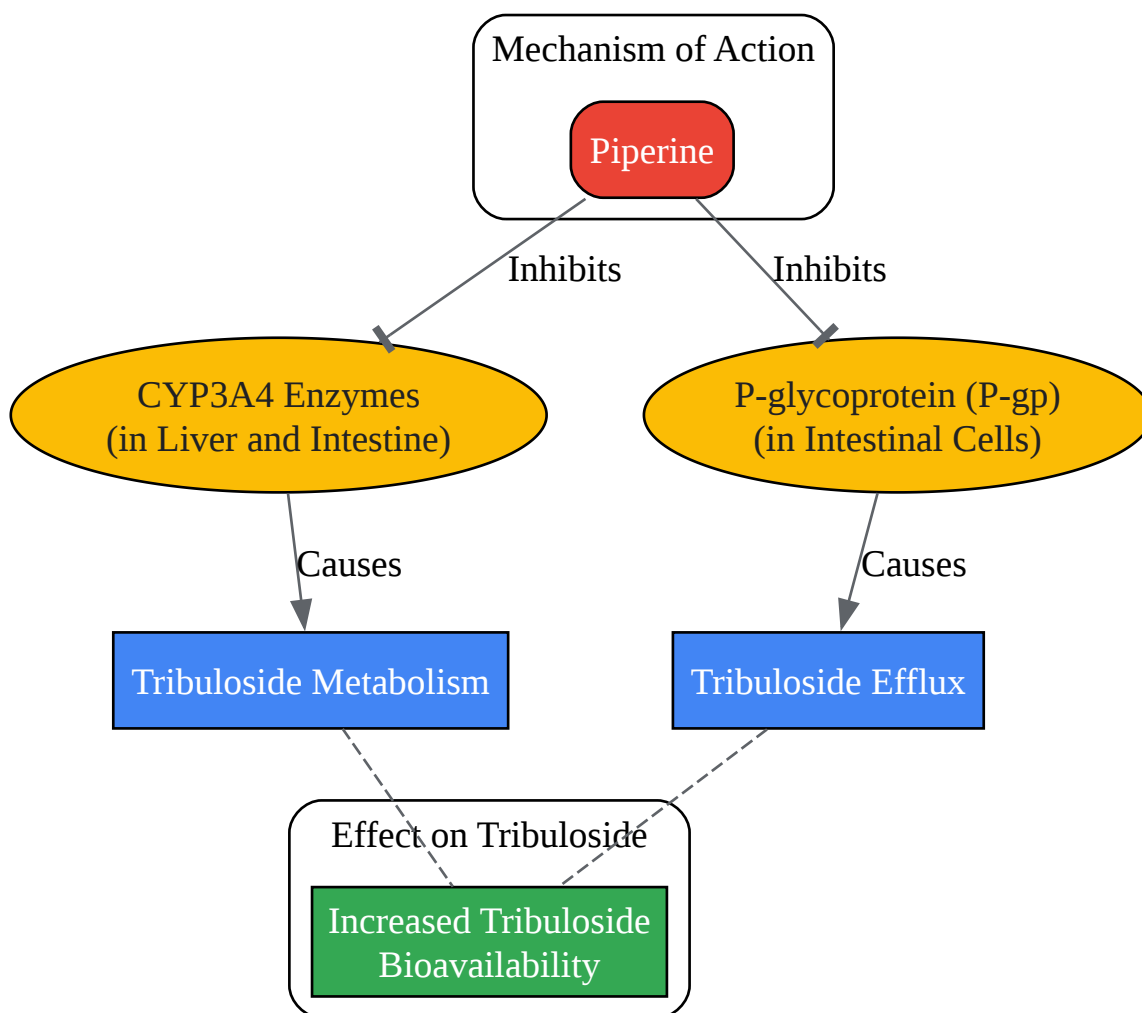 Mechanism of Action
Piperine
Inhibits
Inhibits
CYP3A4 Enzymes
(in Liver and Intestine)
P-glycoprotein (P-gp)
(in Intestinal Cells)
Causes
Causes
Tribuloside Metabolism
Tribuloside Efflux
Effect on Tribuloside
Increased Tribuloside
Bioavailability